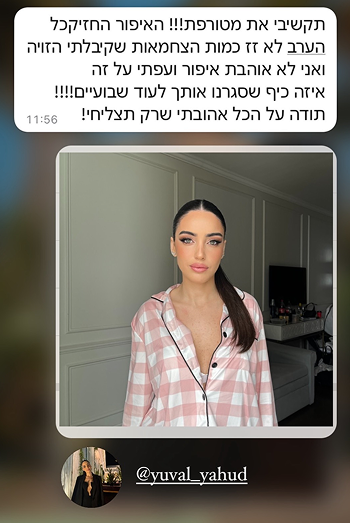 תקשיבי את מטורפת!!! האיפור החזיקכל
הערב לא זז כמות הצחמאות שקיבלתי הזויה
ואני לא אוהבת איפור ועפתי על זה
איזה כיף שסגרנו אותך לעוד שבועיים!!!!
תודה על הכל אהובתי שרק תצליחי!
11:56
@yuval_yahud